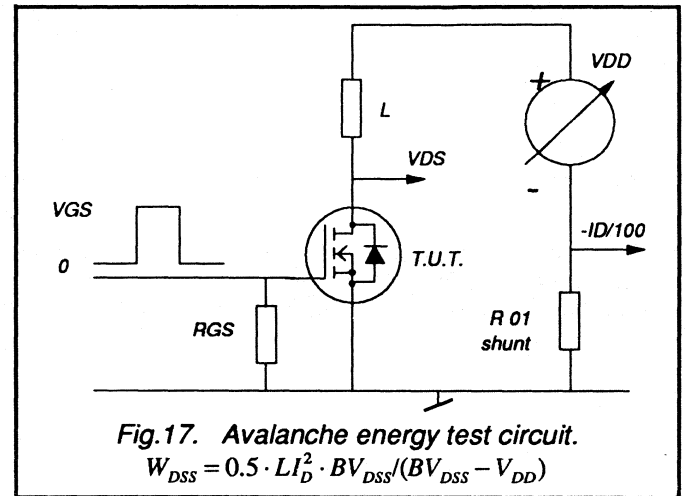 VDD
+
L
VDS
-
VGS
-ID/100
0
T.U.T.
RGS
R 01
shunt
Fig.17. Avalanche energy test circuit.
W_DSS = 0.5 · LI_D^2 · BV_DSS/(BV_DSS − V_DD)